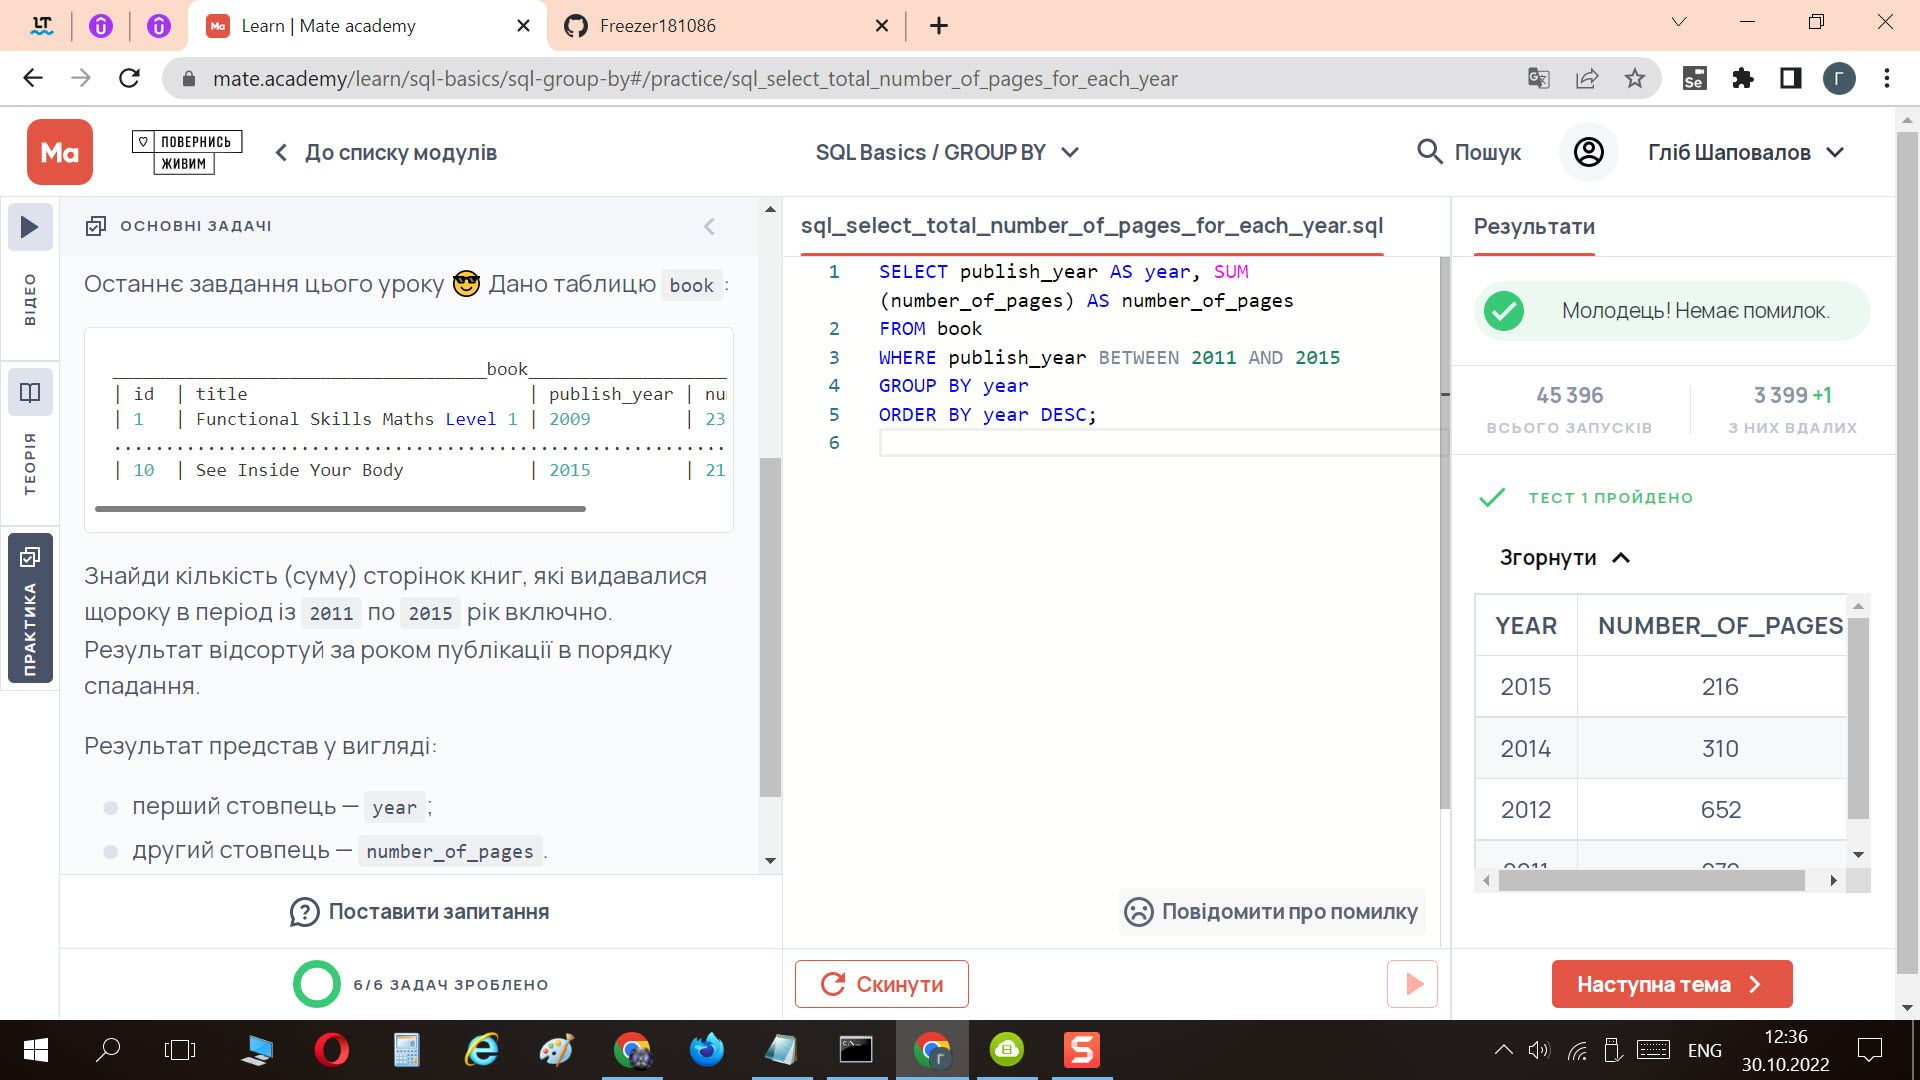 LT
Ma
Learn | Mate academy
Freezer181086
mate.academy/learn/sql-basics/sql-group-by#/practice/sql_select_total_number_of_pages_for_each_year
Se
Г
Ma
ПОВЕРНИСЬ
ЖИВИМ
До списку модулів
SQL Basics / GROUP BY
Пошук
Гліб Шаповалов
ВІДЕО
ТЕОРІЯ
ПРАКТИКА
ОСНОВНІ ЗАДАЧІ
Останнє завдання цього уроку 😎 Дано таблицю book :
____________________________________book___________________
| id | title | publish_year | nu
| 1 | Functional Skills Maths Level 1 | 2009 | 23
...........................................................
| 10 | See Inside Your Body | 2015 | 21
Знайди кількість (суму) сторінок книг, які видавалися
щороку в період із 2011 по 2015 рік включно.
Результат відсортуй за роком публікації в порядку
спадання.
Результат представ у вигляді:
перший стовпець — year ;
другий стовпець — number_of_pages .
Поставити запитання
6/6 ЗАДАЧ ЗРОБЛЕНО
sql_select_total_number_of_pages_for_each_year.sql
1 SELECT publish_year AS year, SUM
(number_of_pages) AS number_of_pages
2 FROM book
3 WHERE publish_year BETWEEN 2011 AND 2015
4 GROUP BY year
5 ORDER BY year DESC;
6
Повідомити про помилку
Скинути
Результати
Молодець! Немає помилок.
45 396
ВСЬОГО ЗАПУСКІВ
3 399 +1
З НИХ ВДАЛИХ
ТЕСТ 1 ПРОЙДЕНО
Згорнути
YEAR NUMBER_OF_PAGES
2015 216
2014 310
2012 652
Наступна тема
ENG
12:36
30.10.2022